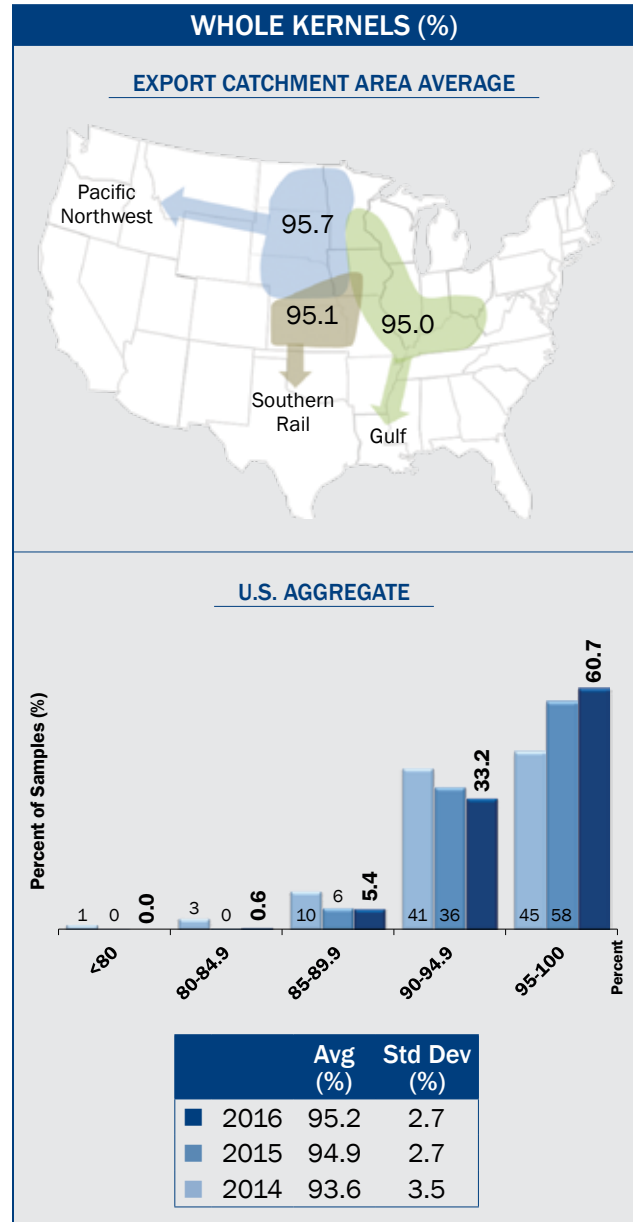 WHOLE KERNELS (%)
EXPORT CATCHMENT AREA AVERAGE
Pacific
Northwest
95.7
95.1
95.0
Southern
Rail
Gulf
U.S. AGGREGATE
Percent of Samples (%)
1 0 0.0
3 0 0.6
10 6 5.4
41 36 33.2
45 58 60.7
<80 80-84.9 85-89.9 90-94.9 95-100 Percent
Avg Std Dev
(%) (%)
2016 95.2 2.7
2015 94.9 2.7
2014 93.6 3.5